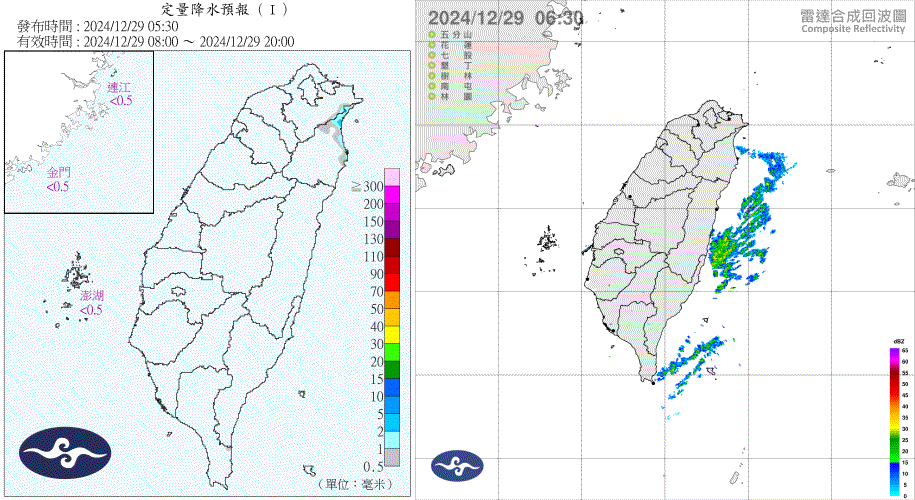 定量降水預報（Ｉ）
發布時間：2024/12/29 05:30
有效時間：2024/12/29 08:00 ～ 2024/12/29 20:00
連江
<0.5
金門
<0.5
澎湖
<0.5
≧
300
200
150
130
110
90
70
50
40
30
20
15
10
5
2
1
0.5
（單位：毫米）
2024/12/29 06:30
雷達合成回波圖
Composite Reflectivity
五分山
花蓮
七股
墾丁
樹林
南屯
林園
dBZ
65
60
55
50
45
40
35
30
25
20
15
10
5
0